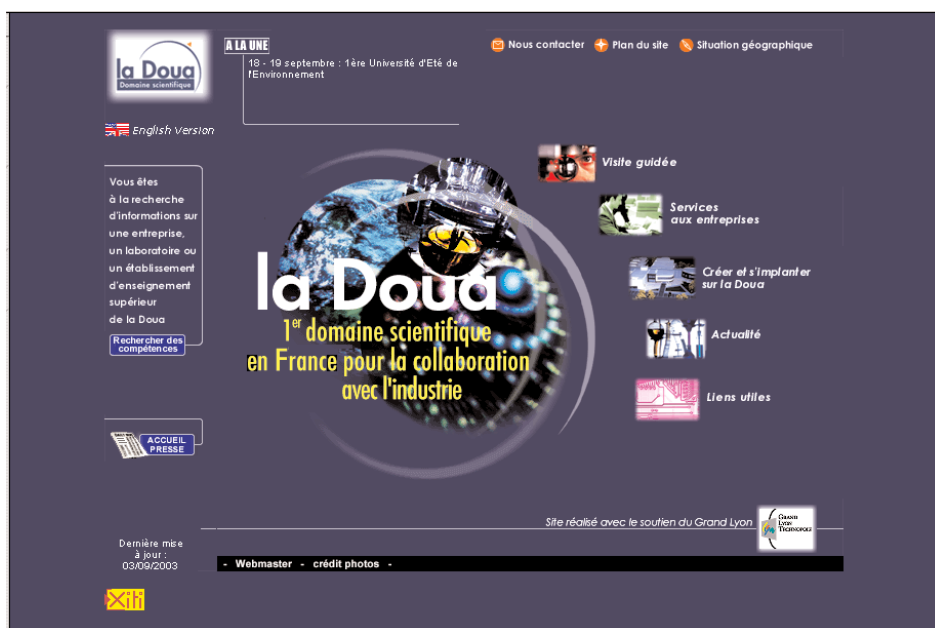 la Doua
Domaine scientifique
A LA UNE
18 - 19 septembre : 1ère Université d'Eté de
l'Environnement
Nous contacter
Plan du site
Situation géographique
English Version
Vous êtes
à la recherche
d'informations sur
une entreprise,
un laboratoire ou
un établissement
d'enseignement
supérieur
de la Doua
Rechercher des
compétences
ACCUEIL
PRESSE
la Doua
1er domaine scientifique
en France pour la collaboration
avec l'industrie
Visite guidée
Services
aux entreprises
Créer et s'implanter
sur la Doua
Actualité
Liens utiles
Site réalisé avec le soutien du Grand Lyon
GRAND
LYON
TECHNOPOLE
Dernière mise
à jour :
03/09/2003
- Webmaster - crédit photos -
Xiti